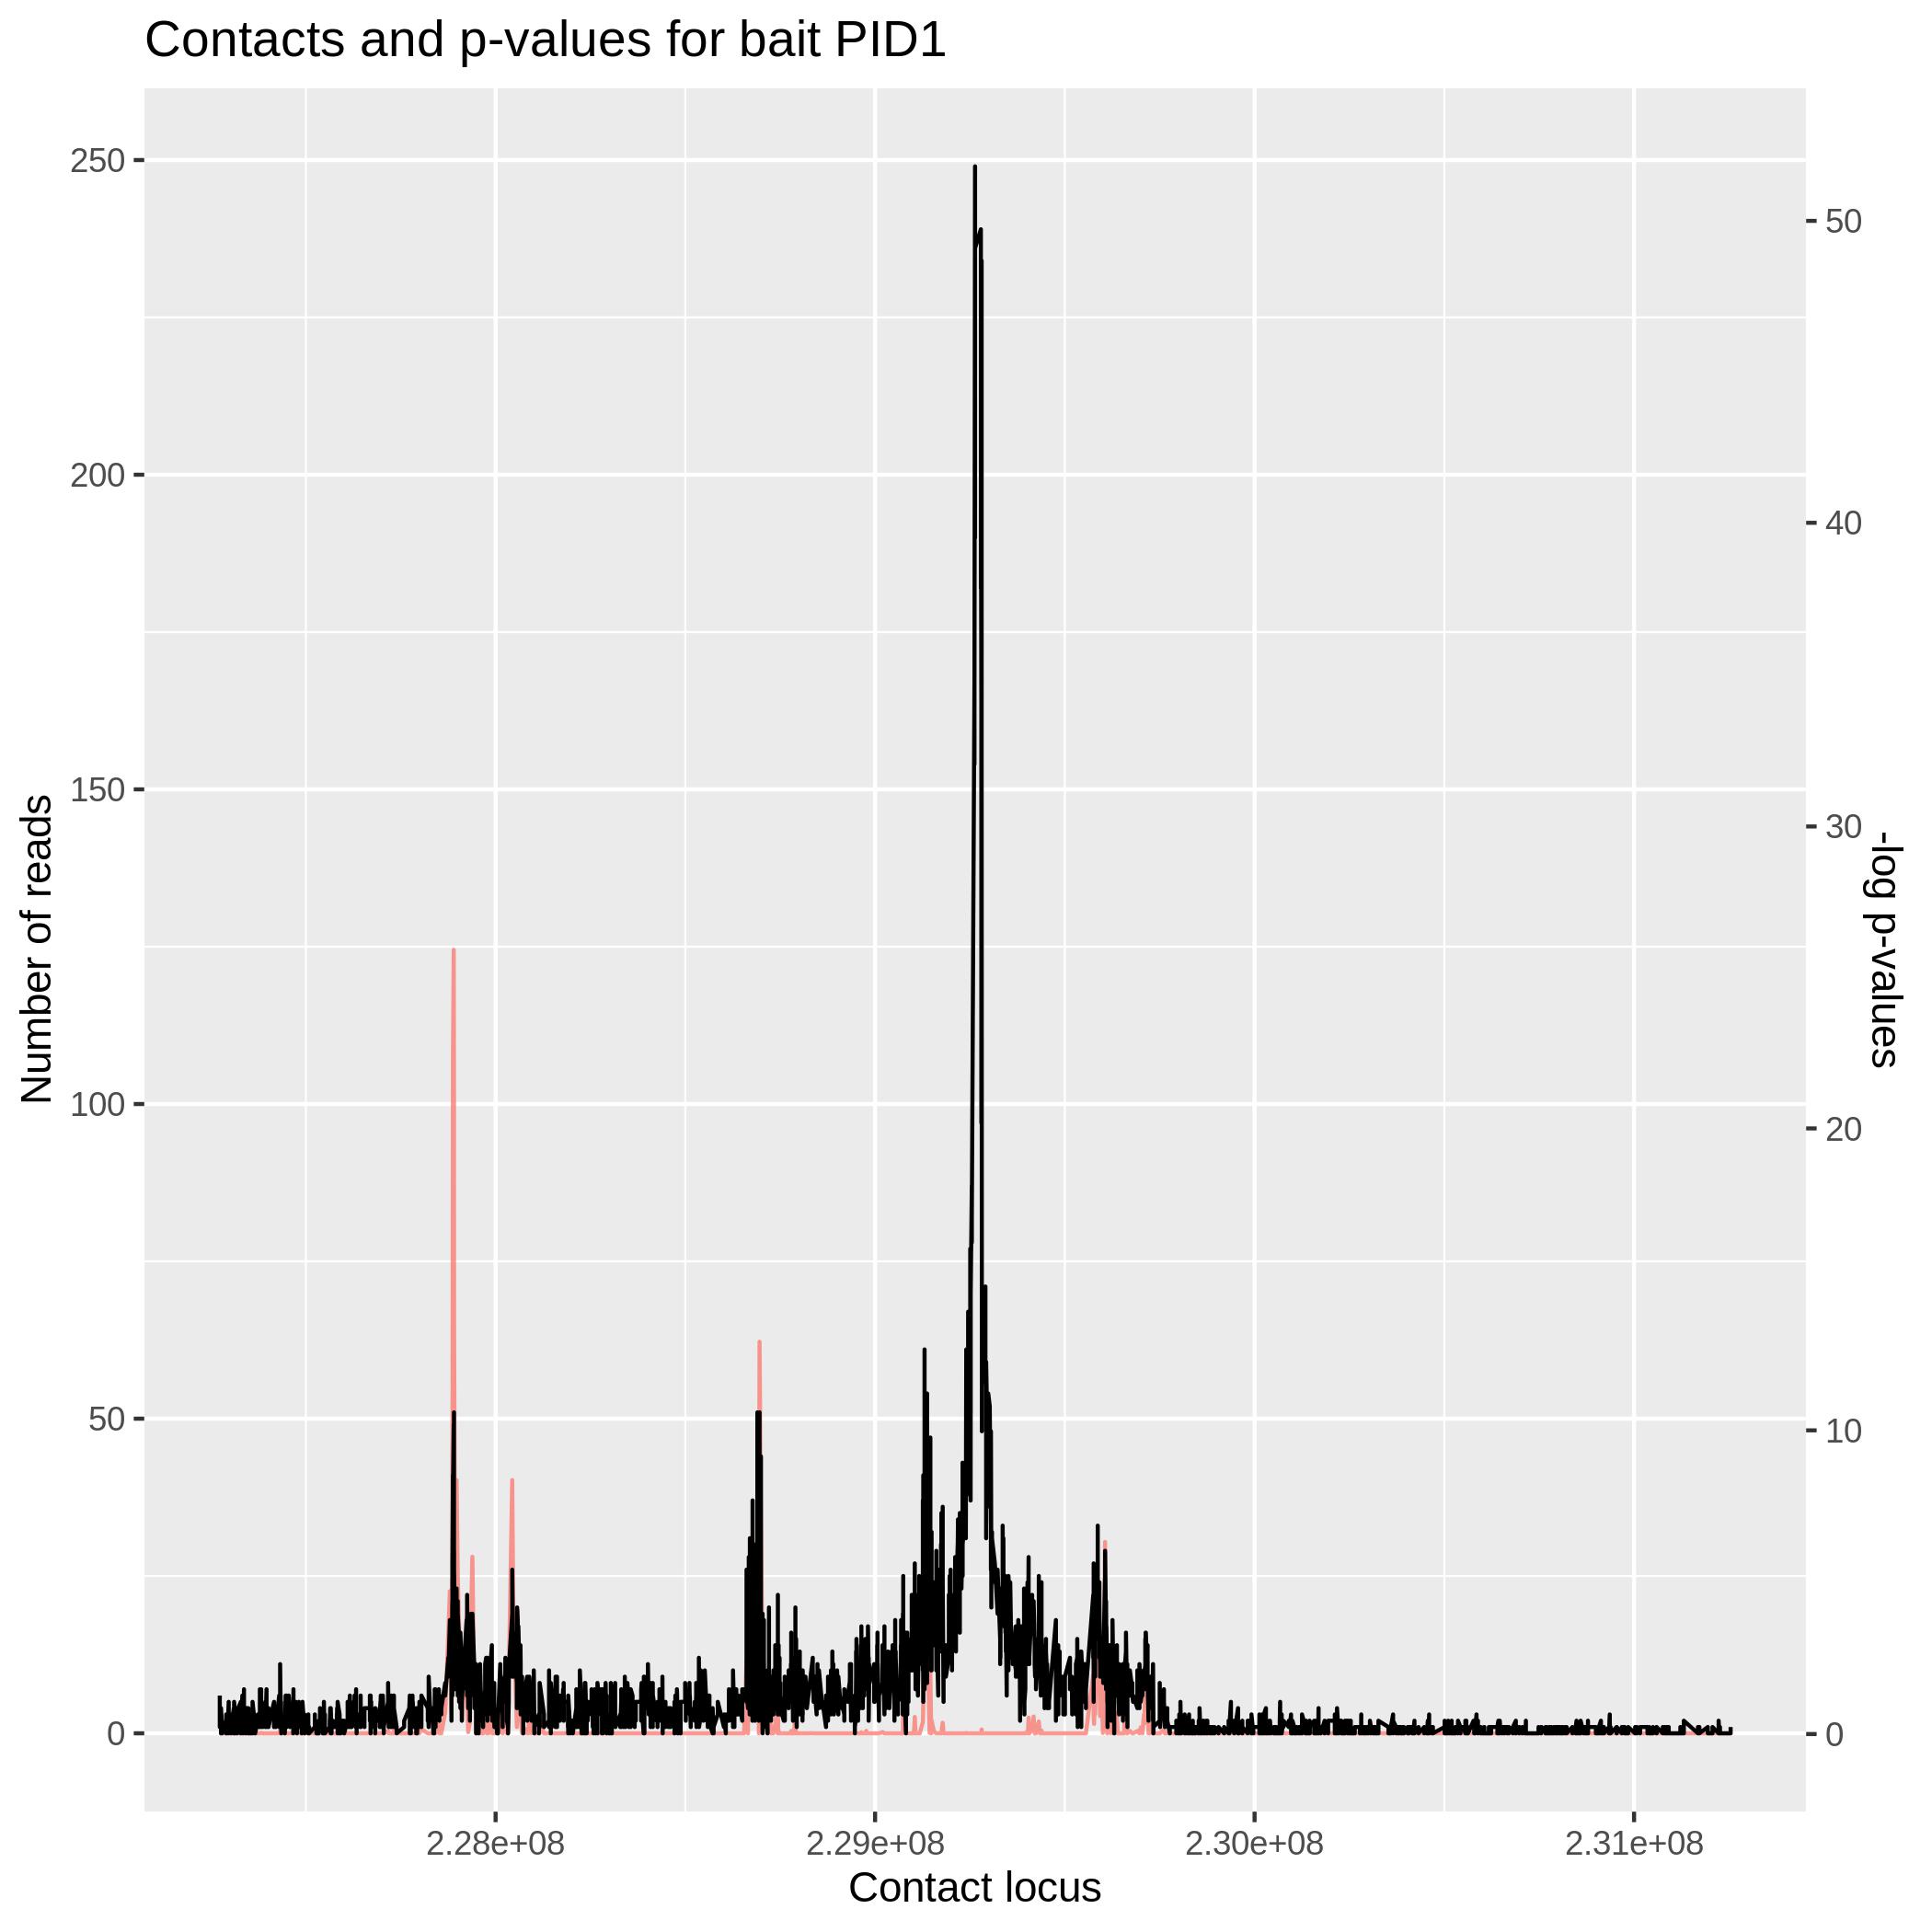 Contacts and p-values for bait PID1
250
200
150
100
50
0
Number of reads
50
40
30
20
10
0
-log p-values
2.28e+08
2.29e+08
2.30e+08
2.31e+08
Contact locus